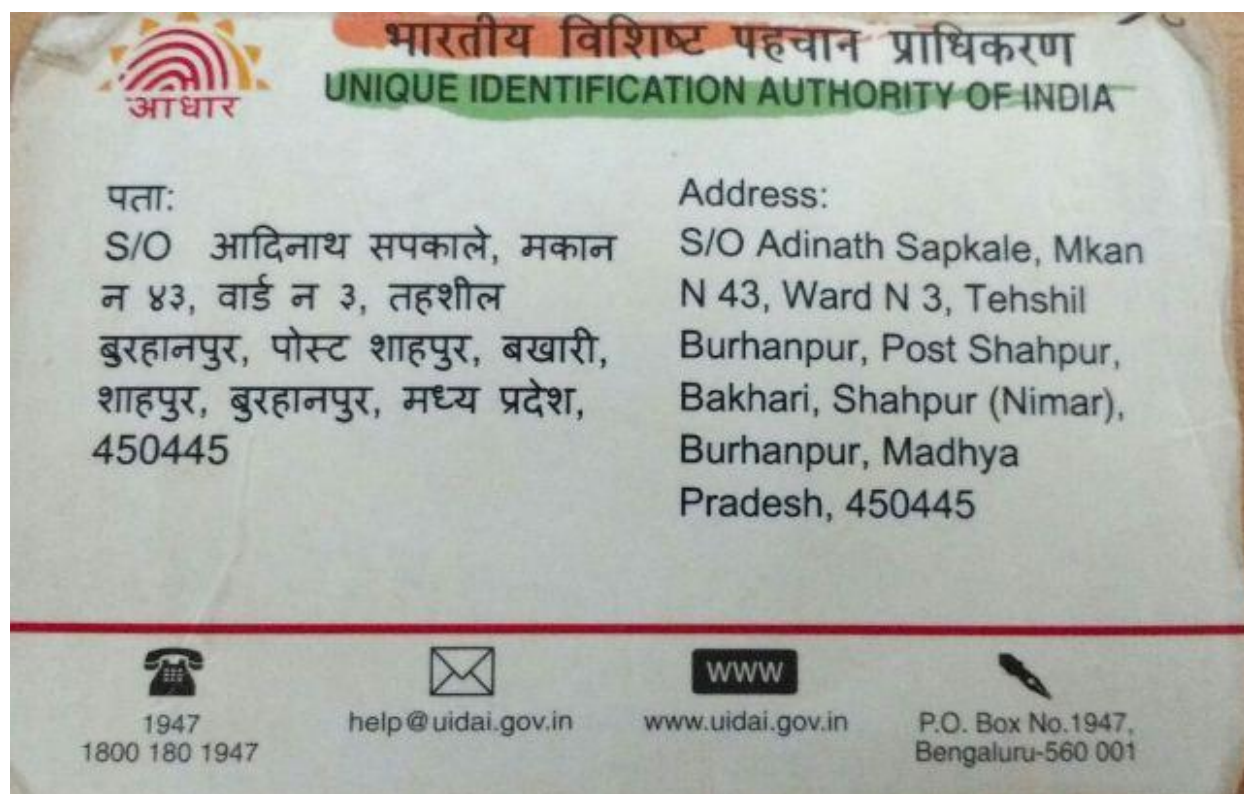 भारतीय विशिष्ट पहचान प्राधिकरण
UNIQUE IDENTIFICATION AUTHORITY OF INDIA
आधार
पता:
S/O आदिनाथ सपकाले, मकान
न ४३, वार्ड न ३, तहशील
बुरहानपुर, पोस्ट शाहपुर, बखारी,
शाहपुर, बुरहानपुर, मध्य प्रदेश,
450445
Address:
S/O Adinath Sapkale, Mkan
N 43, Ward N 3, Tehshil
Burhanpur, Post Shahpur,
Bakhari, Shahpur (Nimar),
Burhanpur, Madhya
Pradesh, 450445
1947
1800 180 1947
help@uidai.gov.in
www
www.uidai.gov.in
P.O. Box No.1947,
Bengaluru-560 001